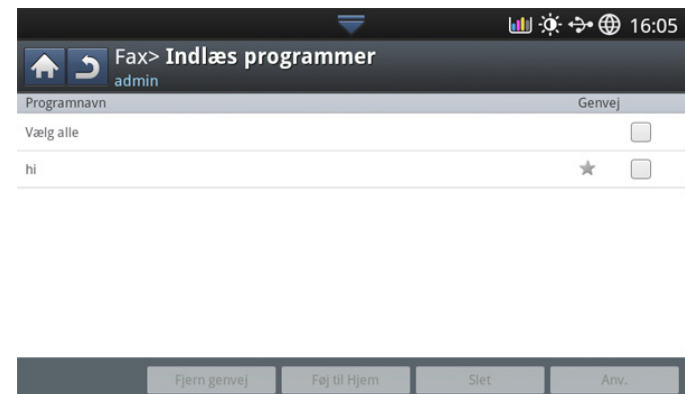 16:05
Fax> Indlæs programmer
admin
Programnavn Genvej
Vælg alle
hi
Fjern genvej Føj til Hjem Slet Anv.